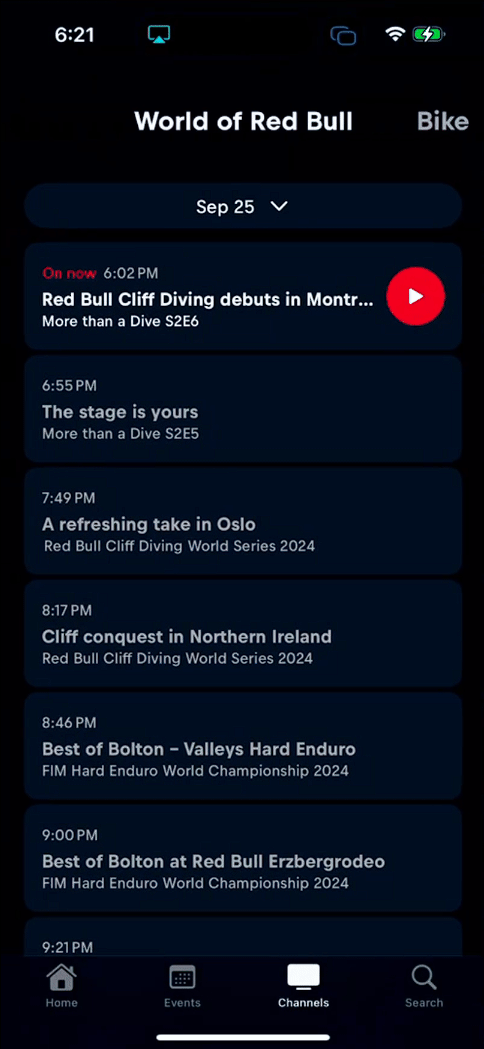 6:21
World of Red Bull
Bike
Sep 25
On now 6:02 PM
Red Bull Cliff Diving debuts in Montr...
More than a Dive S2E6
6:55 PM
The stage is yours
More than a Dive S2E5
7:49 PM
A refreshing take in Oslo
Red Bull Cliff Diving World Series 2024
8:17 PM
Cliff conquest in Northern Ireland
Red Bull Cliff Diving World Series 2024
8:46 PM
Best of Bolton – Valleys Hard Enduro
FIM Hard Enduro World Championship 2024
9:00 PM
Best of Bolton at Red Bull Erzbergrodeo
FIM Hard Enduro World Championship 2024
9:21 PM
Home
Events
Channels
Search